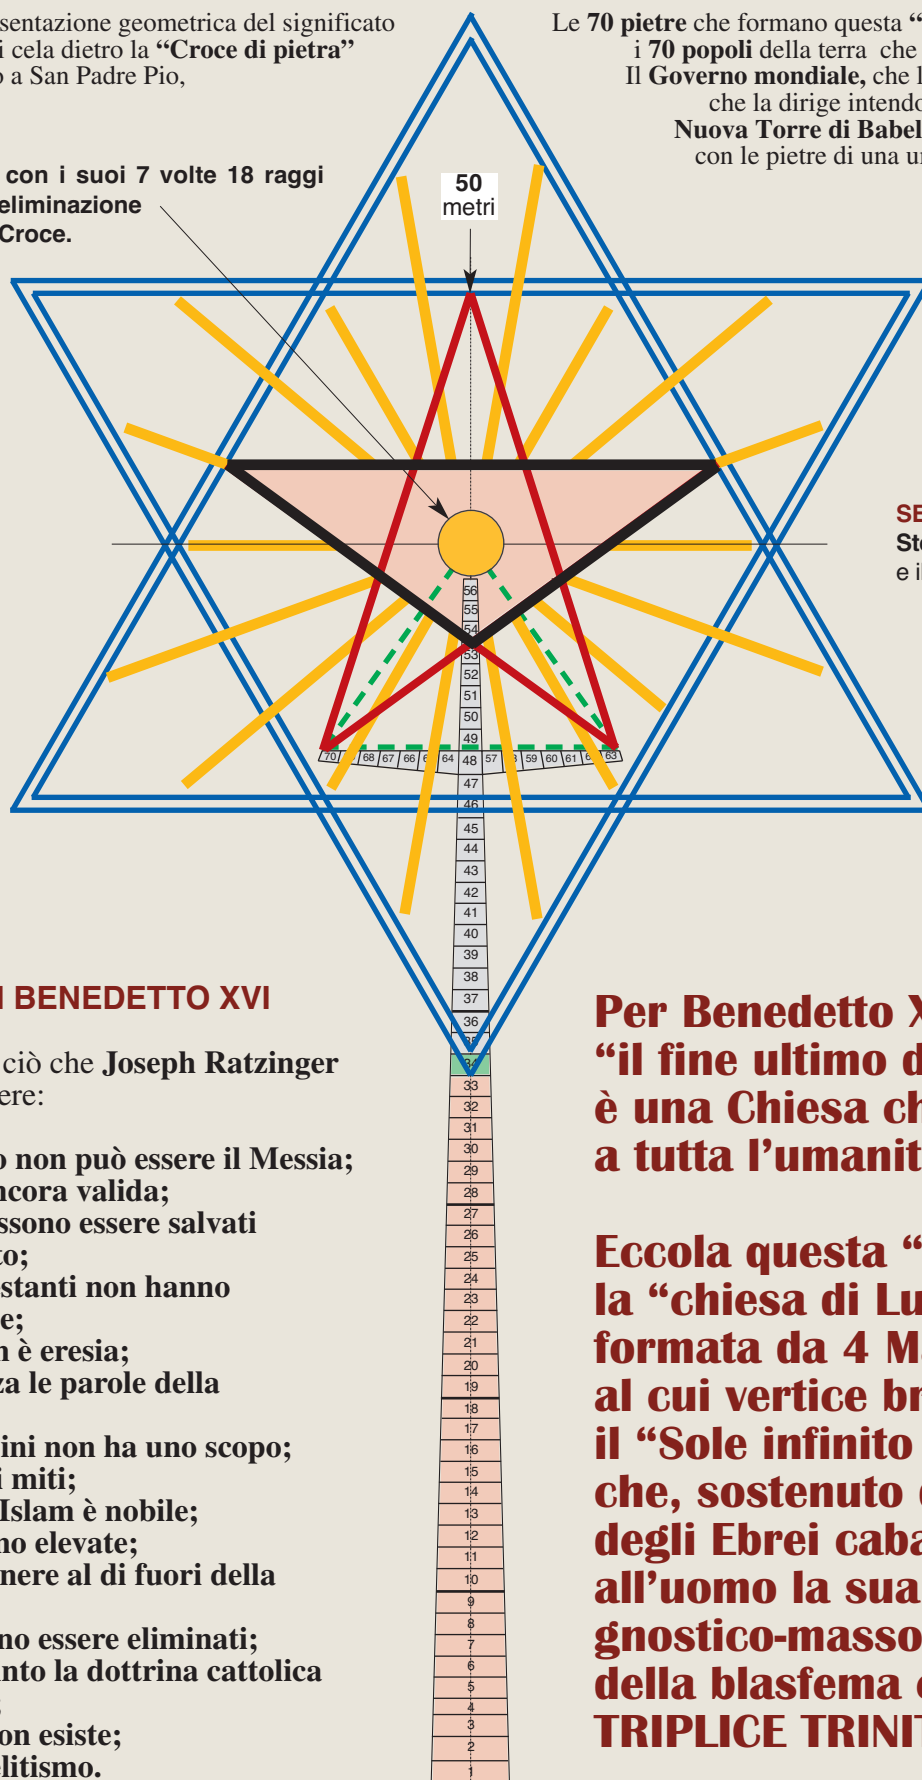 sentazione geometrica del significato
i cela dietro la “Croce di pietra”
o a San Padre Pio,
con i suoi 7 volte 18 raggi
eliminazione
Croce.
Le 70 pietre che formano questa “
i 70 popoli della terra che
Il Governo mondiale, che l
che la dirige intendo
Nuova Torre di Babel
con le pietre di una u
50
metri
SE
Ste
e i
56
55
54
53
52
51
50
49
70 68 67 66 64 48 57 59 60 61 63
47
46
45
44
43
42
41
40
39
38
37
36
35
34
33
32
31
30
29
28
27
26
25
24
23
22
21
20
19
18
17
16
15
14
13
12
11
10
9
8
7
6
5
4
3
2
1
I BENEDETTO XVI
ciò che Joseph Ratzinger
ere:
o non può essere il Messia;
ncora valida;
ssono essere salvati
to;
estanti non hanno
e;
n è eresia;
za le parole della
ini non ha uno scopo;
i miti;
Islam è nobile;
no elevate;
nere al di fuori della
no essere eliminati;
nto la dottrina cattolica
;
on esiste;
elitismo.
Per Benedetto X
“il fine ultimo d
è una Chiesa ch
a tutta l’umanit
Eccola questa “
la “chiesa di Lu
formata da 4 Ma
al cui vertice br
il “Sole infinito
che, sostenuto d
degli Ebrei caba
all’uomo la sua
gnostico-masso
della blasfema e
TRIPLICE TRINIT